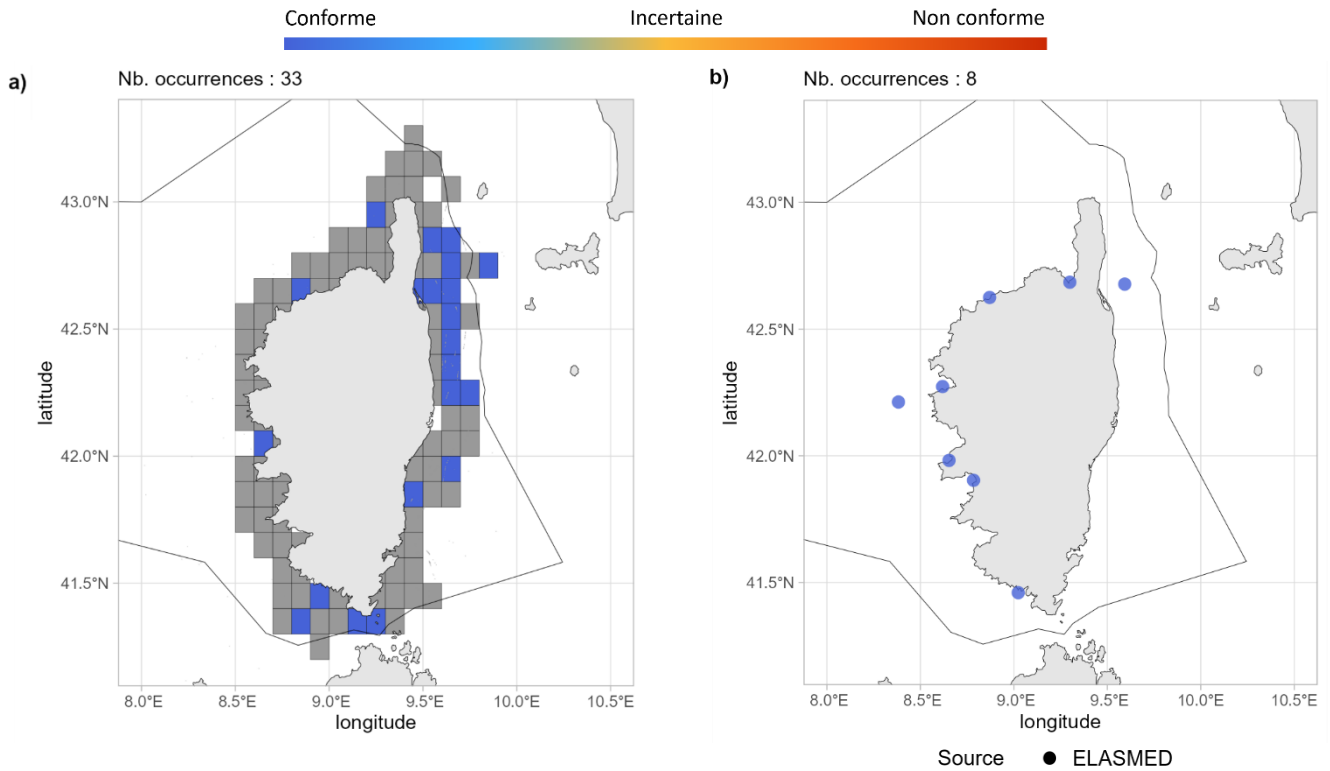 Conforme Incertaine Non conforme
a) Nb. occurrences : 33
43.0°N
42.5°N
42.0°N
41.5°N
latitude
8.0°E 8.5°E 9.0°E 9.5°E 10.0°E 10.5°E
longitude
b) Nb. occurrences : 8
43.0°N
42.5°N
42.0°N
41.5°N
latitude
8.0°E 8.5°E 9.0°E 9.5°E 10.0°E 10.5°E
longitude
Source ELASMED